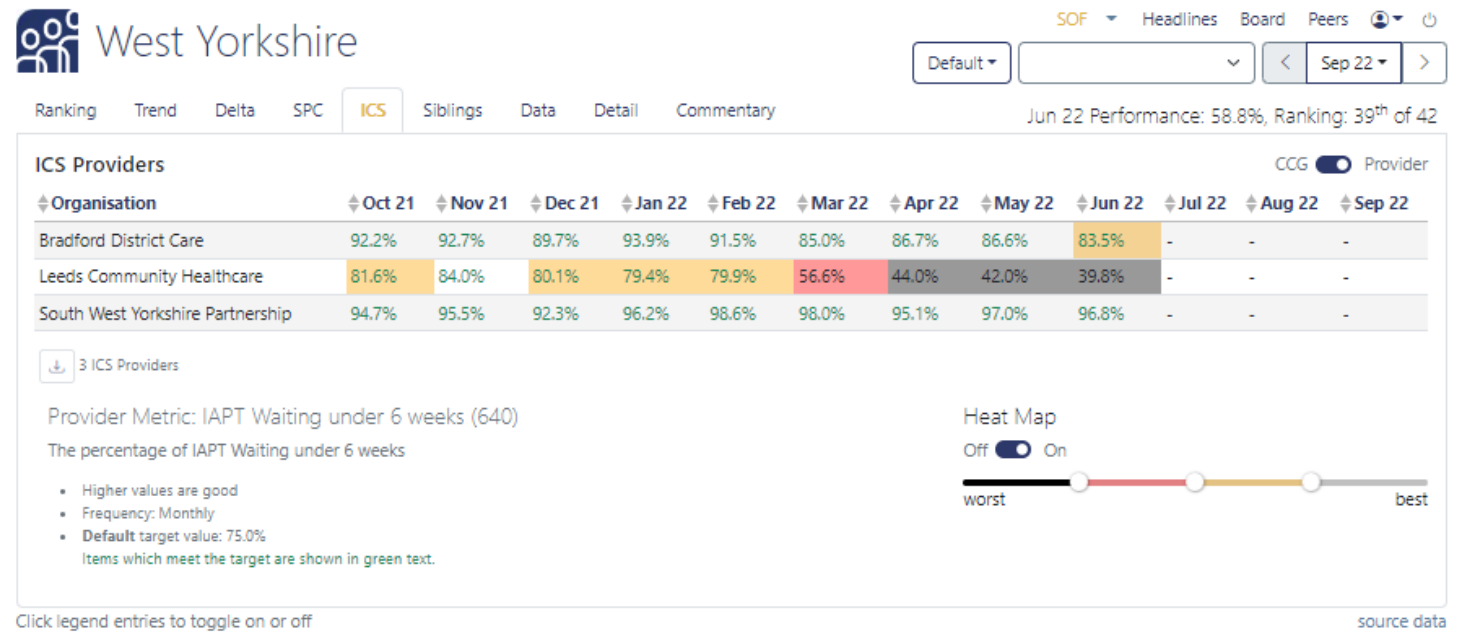 West Yorkshire
SOF Headlines Board Peers
Default Sep 22
Ranking Trend Delta SPC ICS Siblings Data Detail Commentary
Jun 22 Performance: 58.8%, Ranking: 39th of 42
ICS Providers
CCG Provider
Organisation Oct 21 Nov 21 Dec 21 Jan 22 Feb 22 Mar 22 Apr 22 May 22 Jun 22 Jul 22 Aug 22 Sep 22
Bradford District Care 92.2% 92.7% 89.7% 93.9% 91.5% 85.0% 86.7% 86.6% 83.5% - - -
Leeds Community Healthcare 81.6% 84.0% 80.1% 79.4% 79.9% 56.6% 44.0% 42.0% 39.8% - - -
South West Yorkshire Partnership 94.7% 95.5% 92.3% 96.2% 98.6% 98.0% 95.1% 97.0% 96.8% - - -
3 ICS Providers
Provider Metric: IAPT Waiting under 6 weeks (640)
The percentage of IAPT Waiting under 6 weeks
• Higher values are good
• Frequency: Monthly
• Default target value: 75.0%
Items which meet the target are shown in green text.
Heat Map
Off On
worst best
Click legend entries to toggle on or off
source data